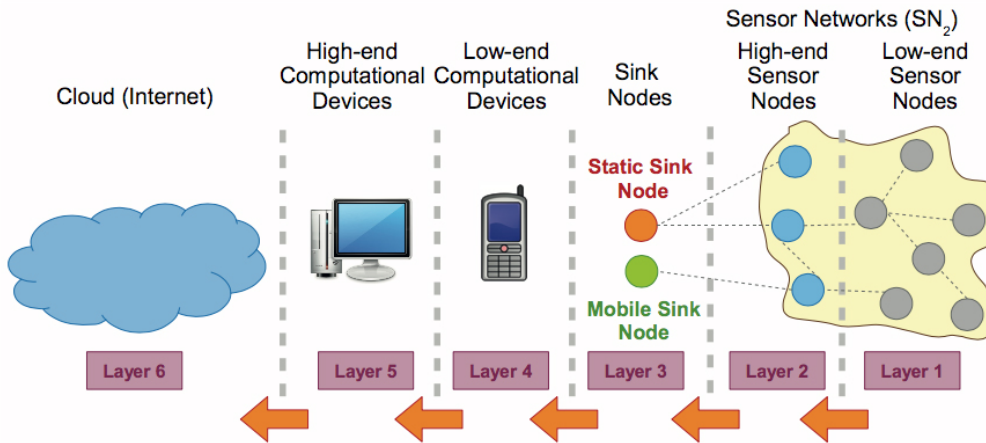 Sensor Networks (SN2)
Cloud (Internet)
High-end
Computational
Devices
Low-end
Computational
Devices
Sink
Nodes
High-end
Sensor
Nodes
Low-end
Sensor
Nodes
Static Sink
Node
Mobile Sink
Node
Layer 6
Layer 5
Layer 4
Layer 3
Layer 2
Layer 1